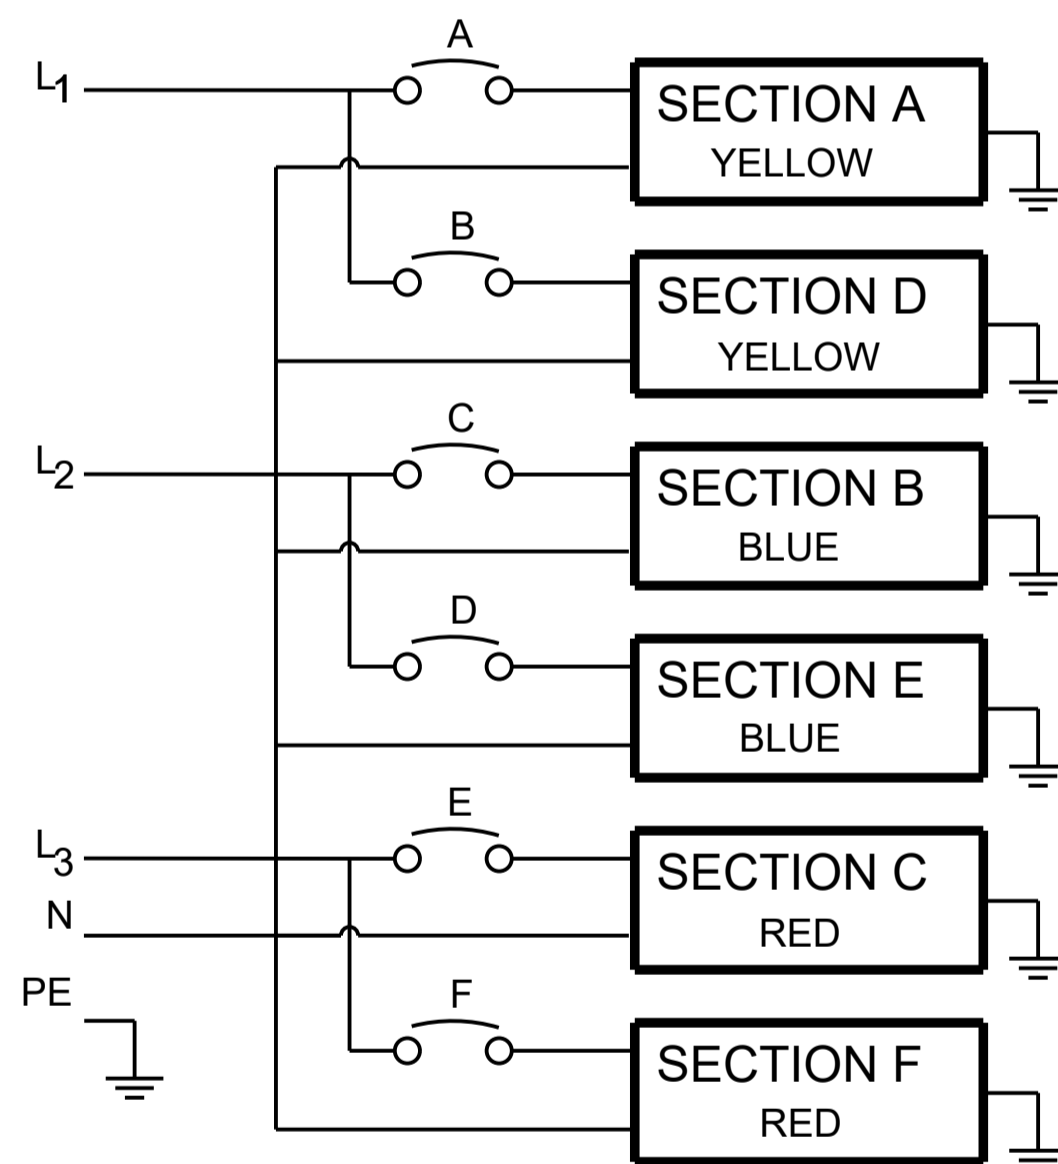 A
L1
SECTION A
YELLOW
B
SECTION D
YELLOW
C
L2
SECTION B
BLUE
D
SECTION E
BLUE
E
L3
SECTION C
N
RED
PE
F
SECTION F
RED